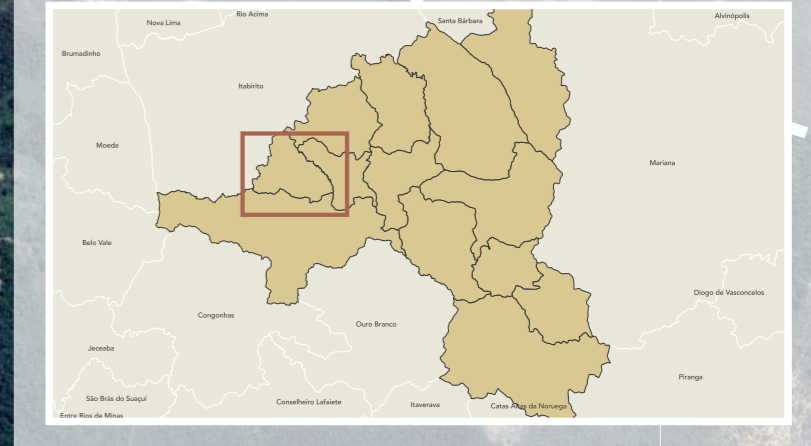 Nova Lima
Rio Acima
Santa Bárbara
Alvinópolis
Brumadinho
Itabirito
Moeda
Mariana
Belo Vale
Diogo de Vasconcelos
Congonhas
Ouro Branco
Jeceaba
Piranga
São Brás do Suaçuí
Conselheiro Lafaiete
Itaverava
Catas Altas da Noruega
Entre Rios de Minas